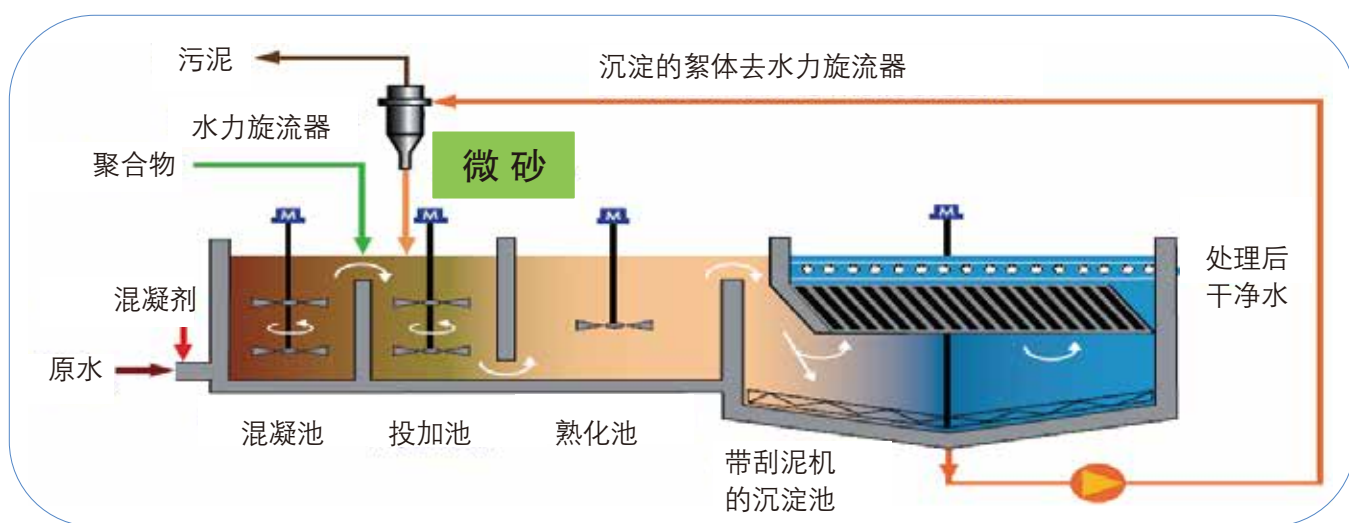 污泥
沉淀的絮体去水力旋流器
水力旋流器
聚合物
微砂
M
M
M
M
混凝剂
原水
处理后
干净水
混凝池
投加池
熟化池
带刮泥机
的沉淀池